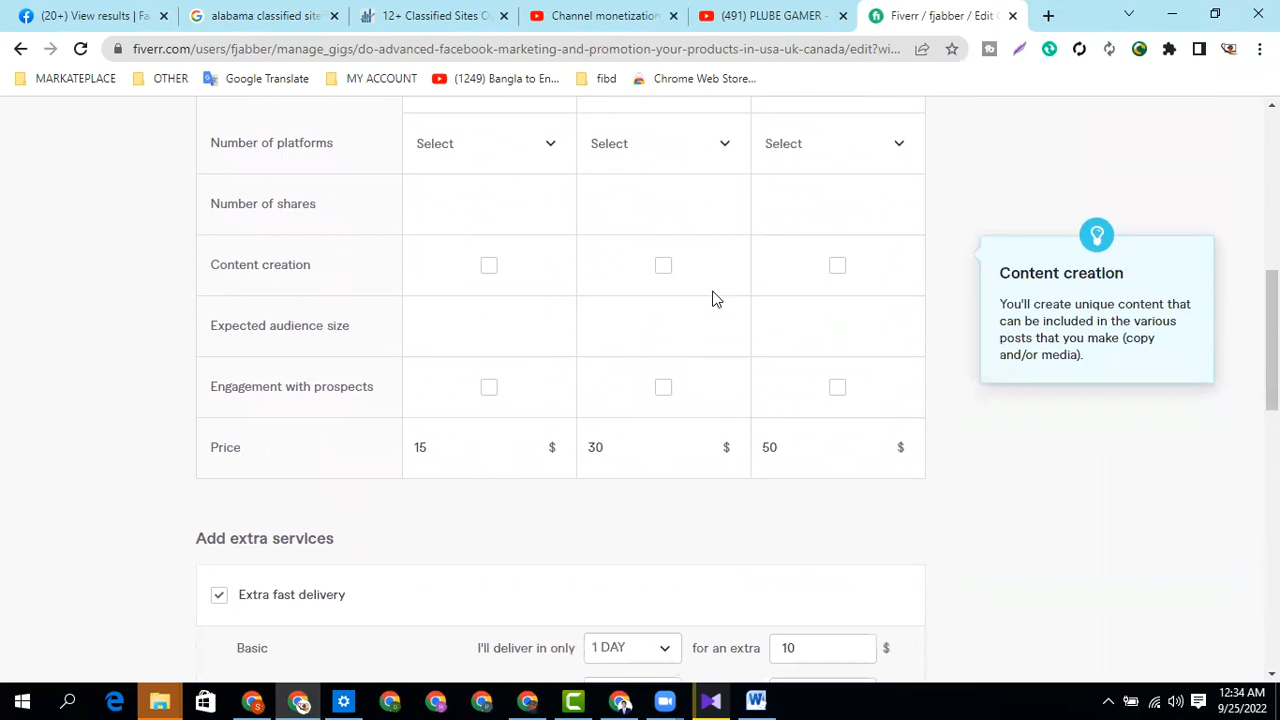 (20+) View results | Fa
alabama classified site
12+ Classified Sites O
Channel monetization
(491) PLUBE GAMER -
Fiverr / fjabber / Edit G
fiverr.com/users/fjabber/manage_gigs/do-advanced-facebook-marketing-and-promotion-your-products-in-usa-uk-canada/edit?wi...
MARKATEPLACE
OTHER
Google Translate
MY ACCOUNT
(1249) Bangla to En...
fibd
Chrome Web Store...
Number of platforms
Select
Select
Select
Number of shares
Content creation
Expected audience size
Engagement with prospects
Price
15 $
30 $
50 $
Content creation
You'll create unique content that
can be included in the various
posts that you make (copy
and/or media).
Add extra services
Extra fast delivery
Basic
I'll deliver in only
1 DAY
for an extra
10
$
12:34 AM
9/25/2022